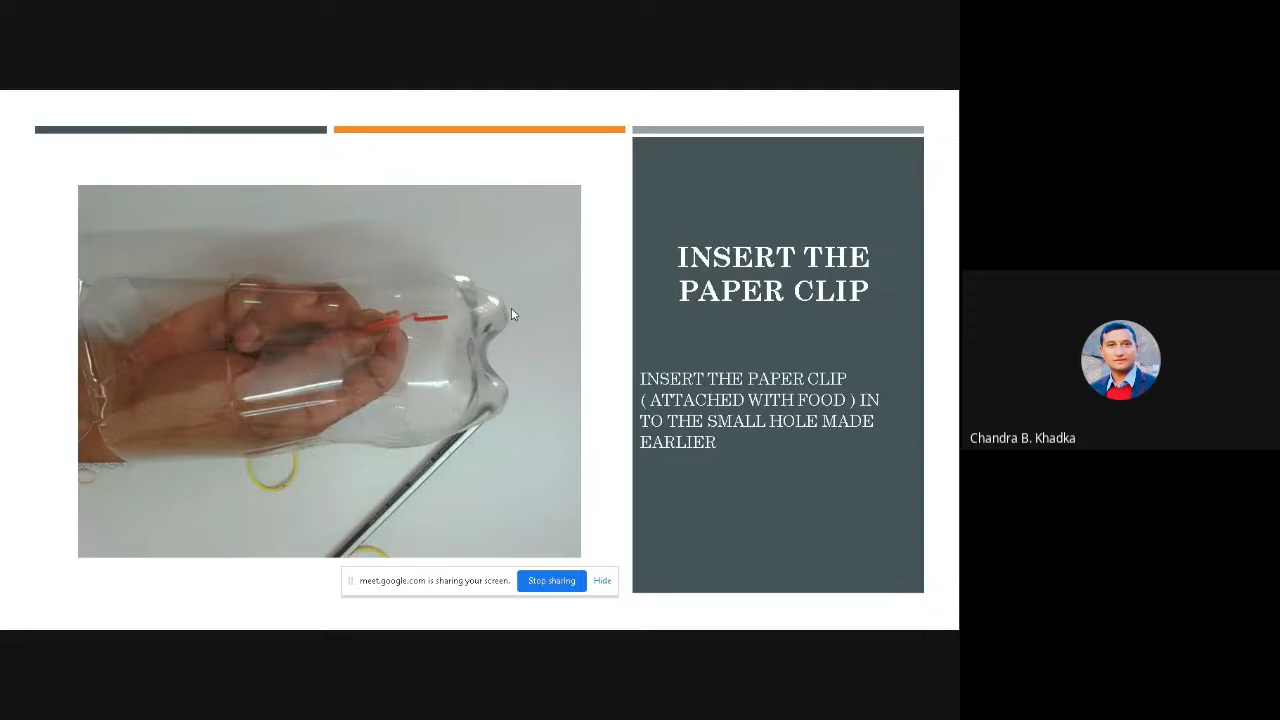 INSERT THE
PAPER CLIP
INSERT THE PAPER CLIP
( ATTACHED WITH FOOD ) IN
TO THE SMALL HOLE MADE
EARLIER
meet.google.com is sharing your screen.
Stop sharing
Hide
Chandra B. Khadka